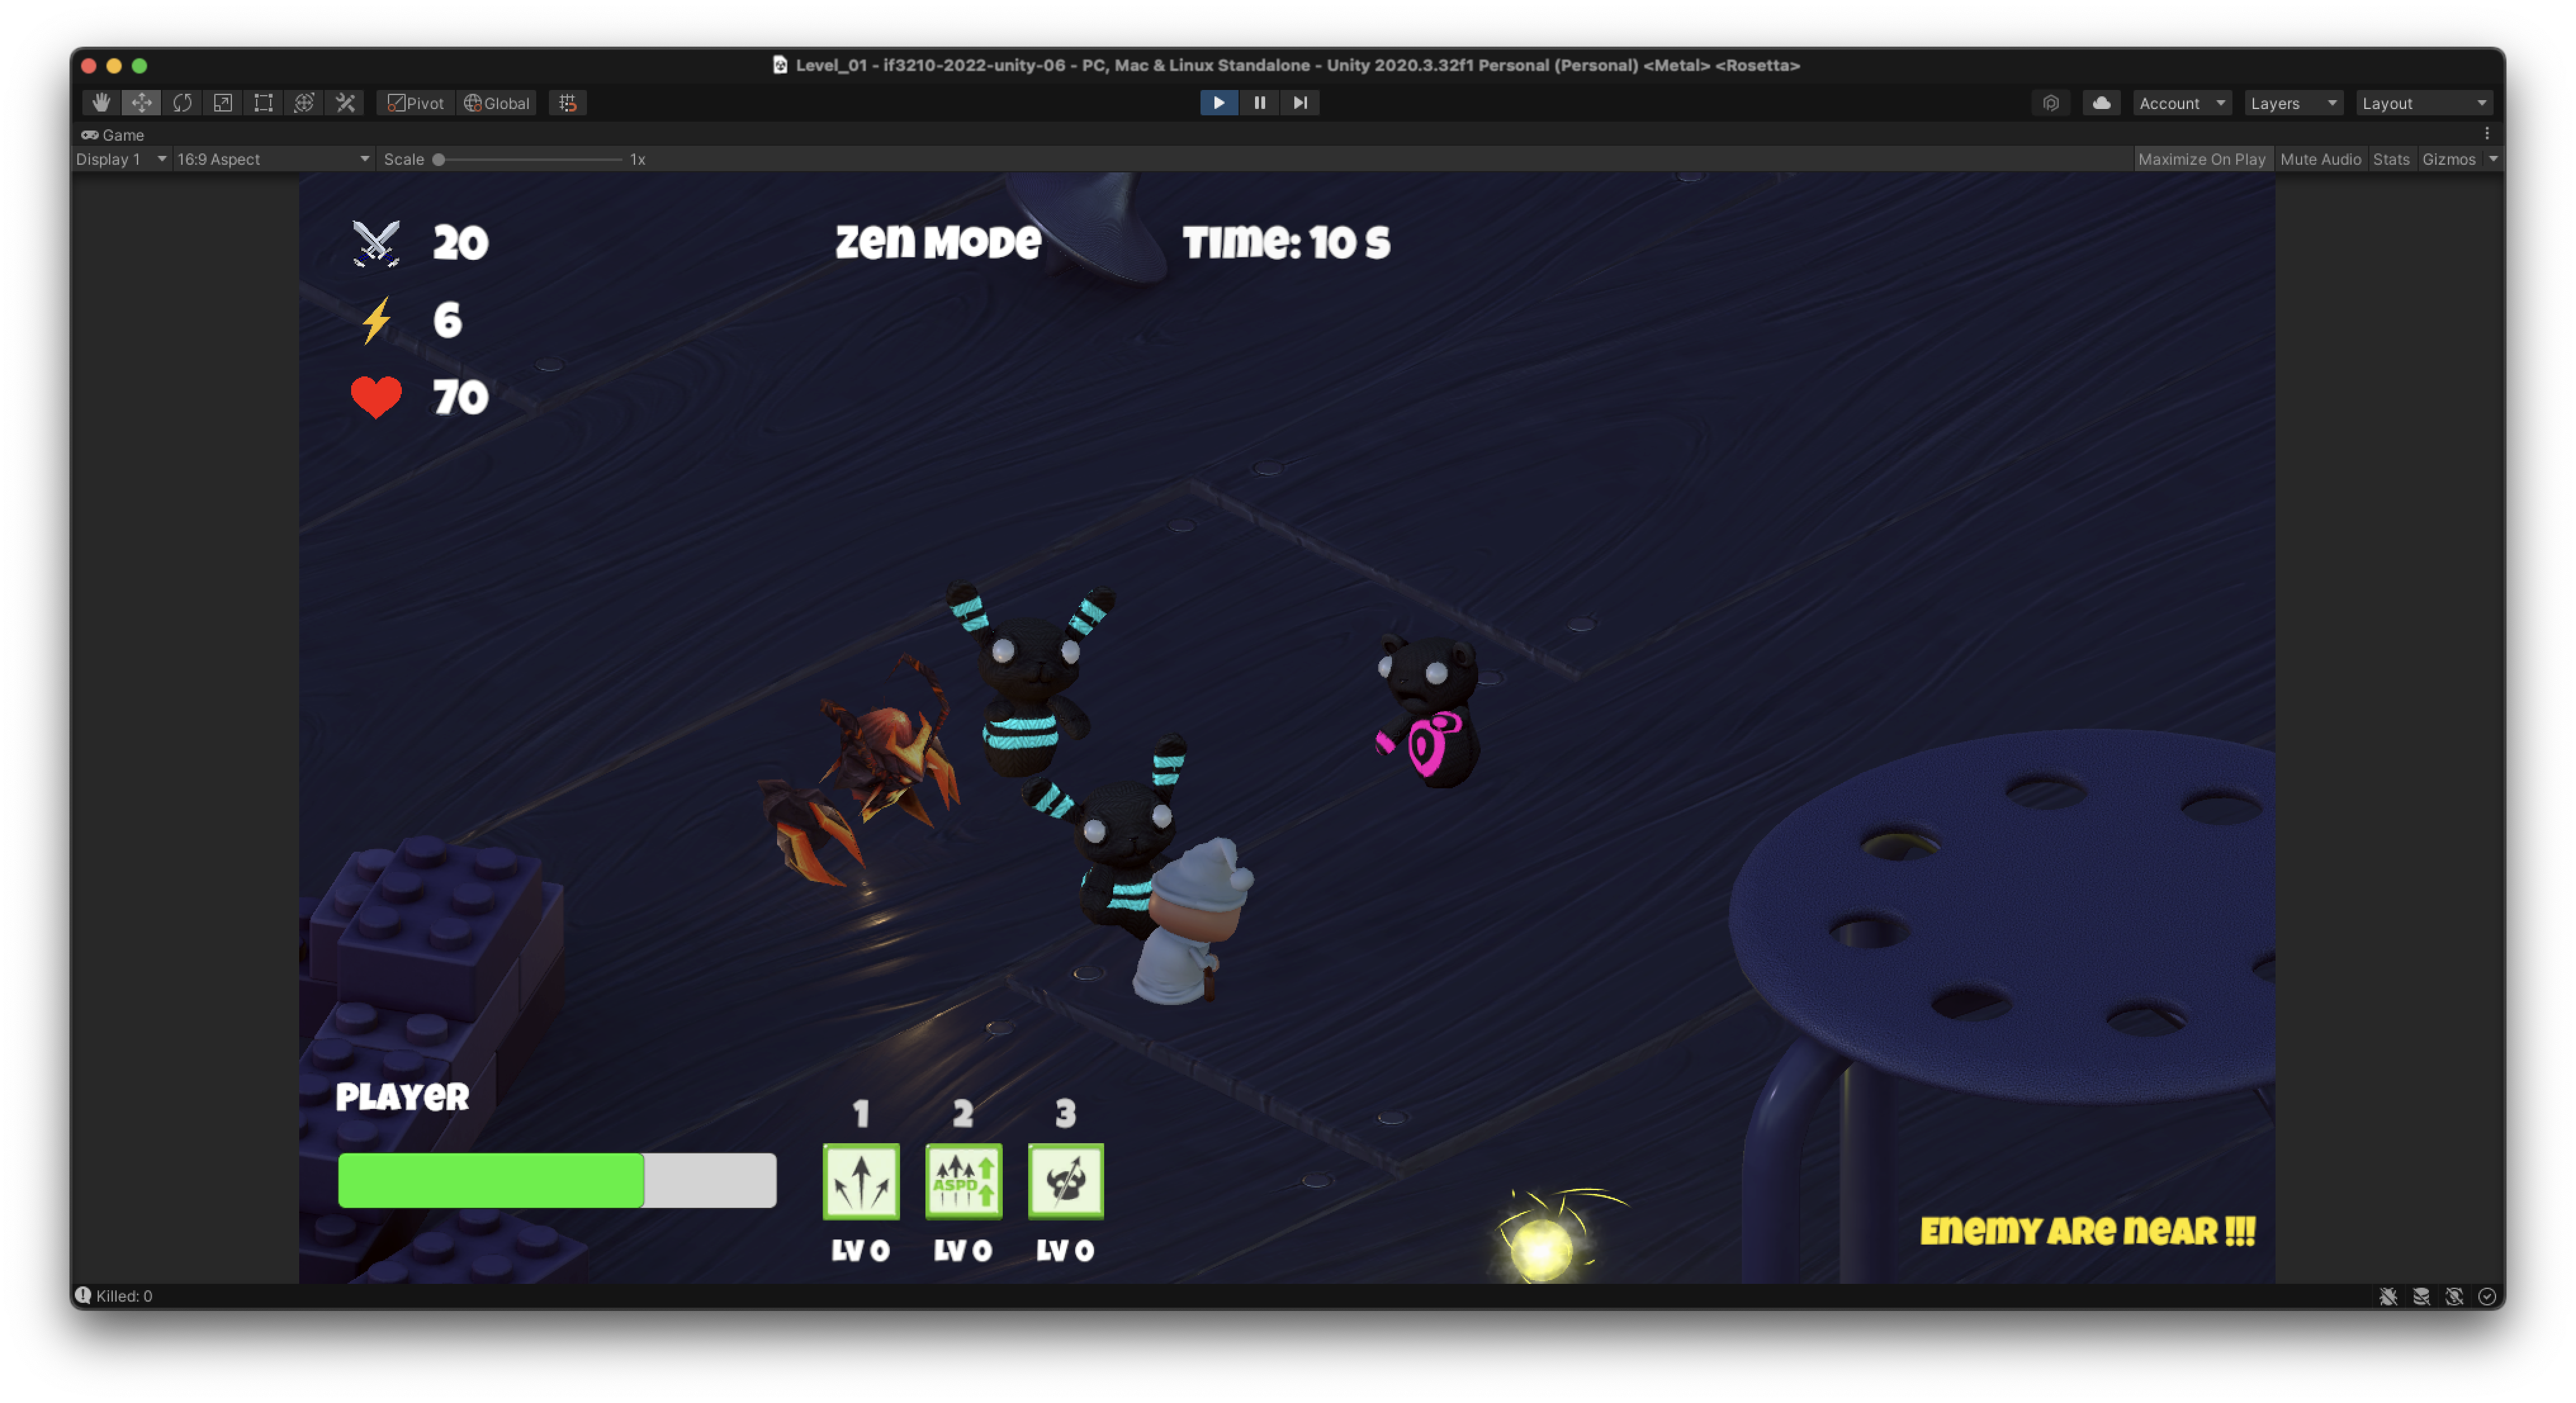 Level_01 - if3210-2022-unity-06 - PC, Mac & Linux Standalone - Unity 2020.3.32f1 Personal (Personal) <Metal> <Rosetta>
Pivot Global Account Layers Layout
Game
Display 1 16:9 Aspect Scale 1x Maximize On Play Mute Audio Stats Gizmos
20 Zen Mode Time: 10 s
6
70
Player
1 2 3
ASPD
LV 0 LV 0 LV 0
Enemy are near !!!
Killed: 0